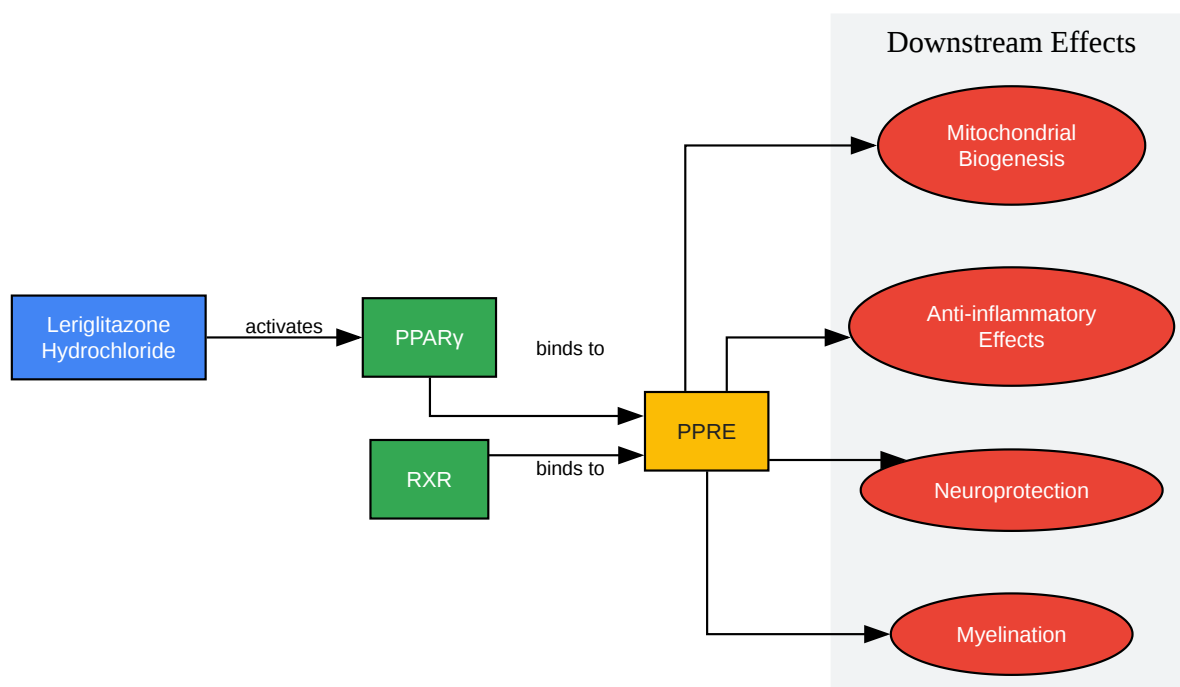 Downstream Effects
Mitochondrial
Biogenesis
Leriglitazone
Hydrochloride
activates
PPARγ
binds to
Anti-inflammatory
Effects
PPRE
RXR
binds to
Neuroprotection
Myelination